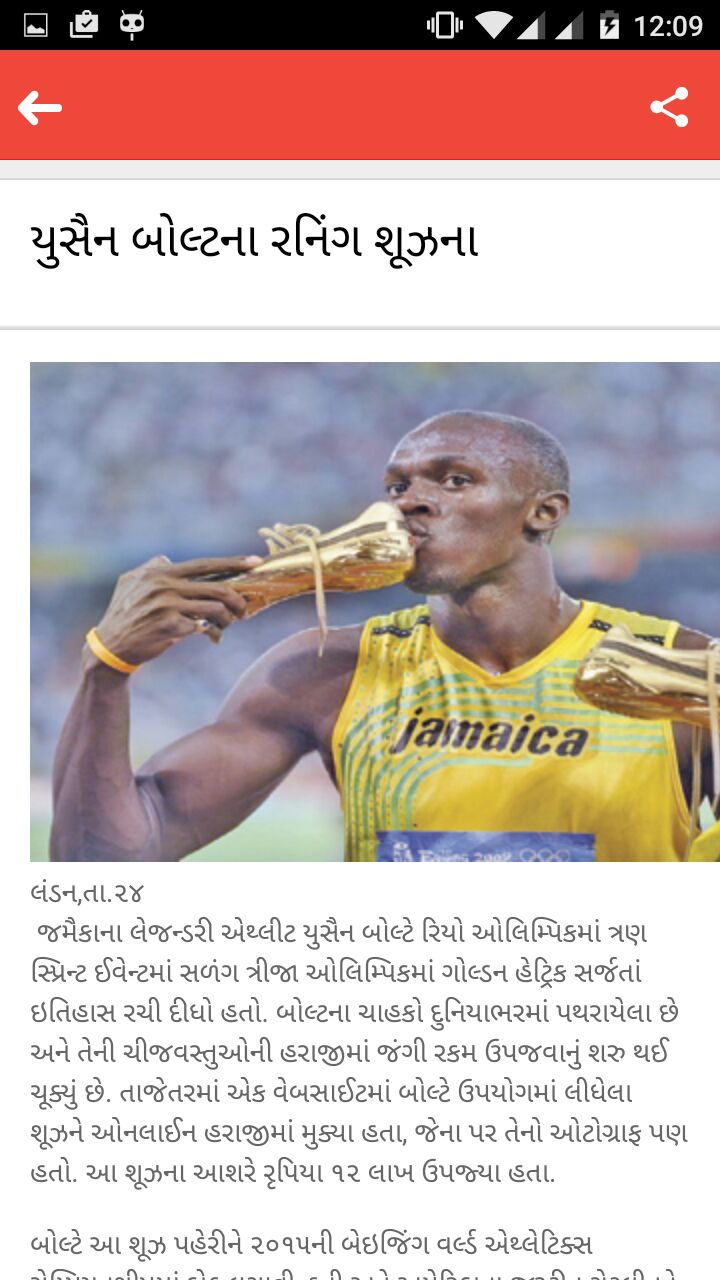 12:09
યુસૈન બોલ્ટના રનિંગ શૂઝના
jamaica
લંડન,તા.૨૪
જમૈકાના લેજન્ડરી એથ્લીટ યુસૈન બોલ્ટે રિયો ઓલિમ્પિકમાં ત્રણ
સ્પ્રિન્ટ ઈવેન્ટમાં સળંગ ત્રીજા ઓલિમ્પિકમાં ગોલ્ડન હેટ્રિક સર્જતાં
ઇતિહાસ રચી દીધો હતો. બોલ્ટના ચાહકો દુનિયાભરમાં પથરાયેલા છે
અને તેની ચીજવસ્તુઓની હરાજીમાં જંગી રકમ ઉપજવાનું શરુ થઈ
ચૂક્યું છે. તાજેતરમાં એક વેબસાઈટમાં બોલ્ટે ઉપયોગમાં લીધેલા
શૂઝને ઓનલાઈન હરાજીમાં મુક્યા હતા, જેના પર તેનો ઓટોગ્રાફ પણ
હતો. આ શૂઝના આશરે રૃપિયા ૧૨ લાખ ઉપજ્યા હતા.
બોલ્ટે આ શૂઝ પહેરીને ૨૦૧૫ની બેઇજિંગ વર્લ્ડ એથ્લેટિક્સ